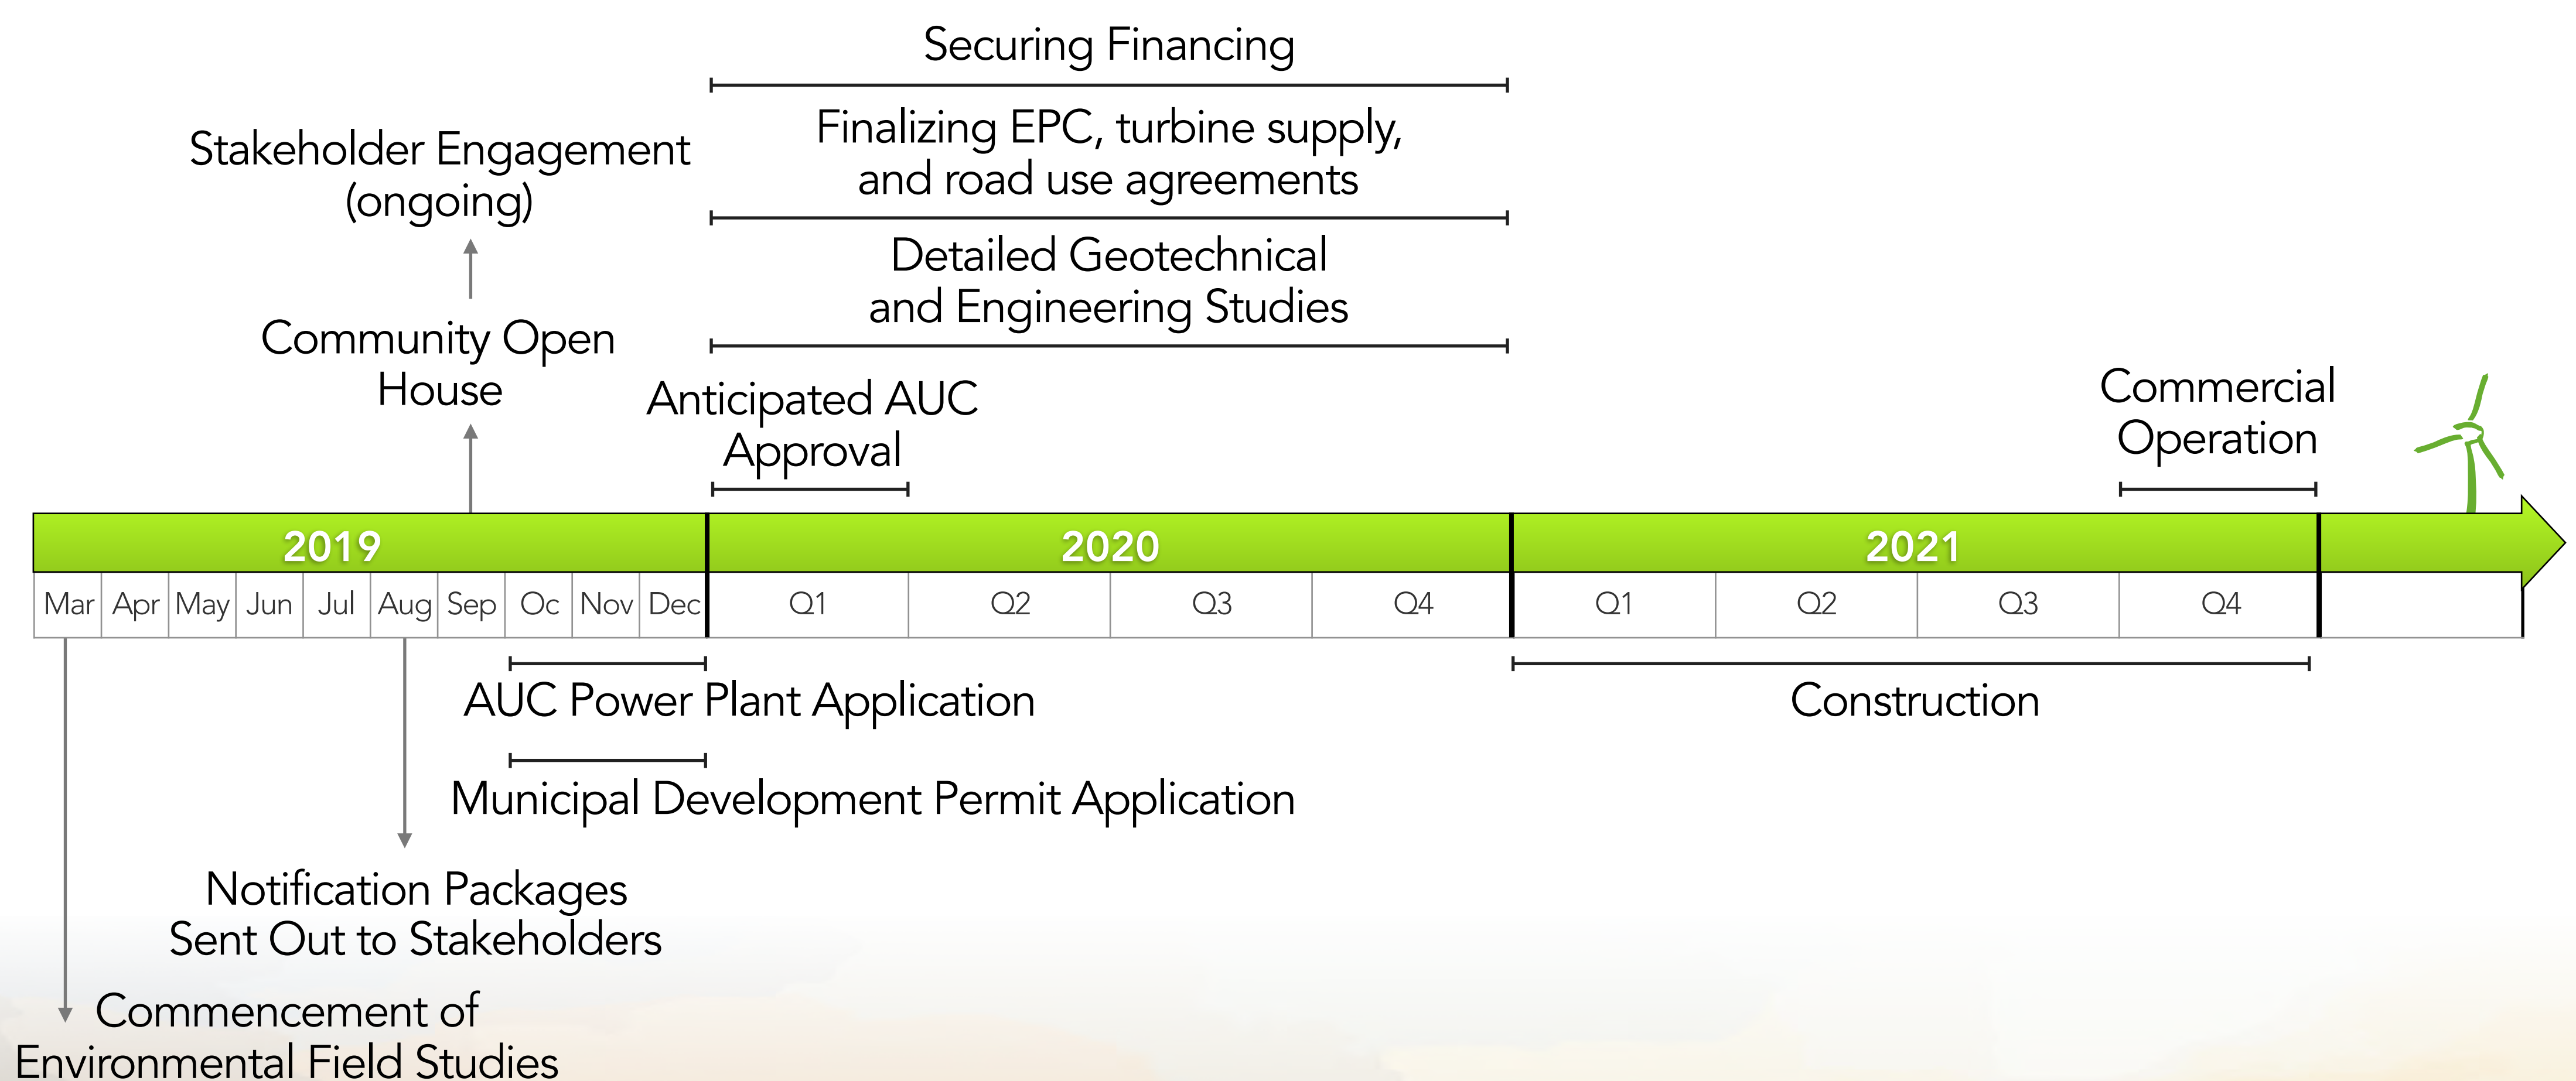 Securing Financing
Finalizing EPC, turbine supply,
and road use agreements
Stakeholder Engagement
(ongoing)
Detailed Geotechnical
and Engineering Studies
Community Open
House
Anticipated AUC
Approval
Commercial
Operation
2019 2020 2021
Mar Apr May Jun Jul Aug Sep Oc Nov Dec Q1 Q2 Q3 Q4 Q1 Q2 Q3 Q4
AUC Power Plant Application
Construction
Municipal Development Permit Application
Notification Packages
Sent Out to Stakeholders
Commencement of
Environmental Field Studies